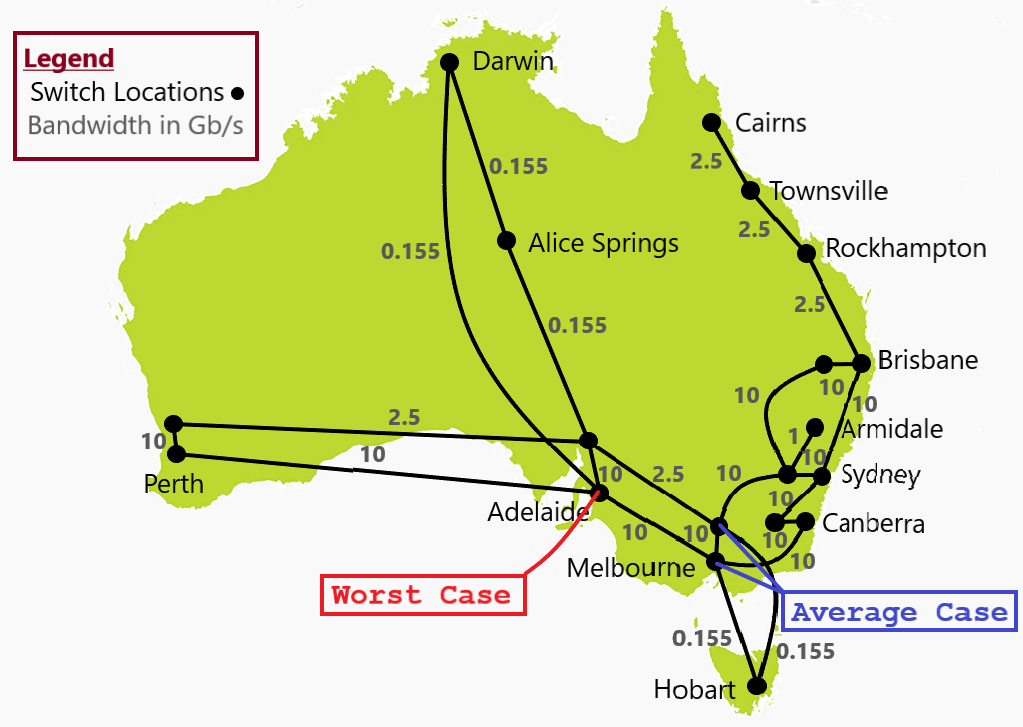 Legend
Switch Locations
Bandwidth in Gb/s
Darwin
Cairns
2.5
0.155
Townsville
2.5
Alice Springs
0.155
Rockhampton
2.5
0.155
Brisbane
10
10
10
2.5
1
Armidale
10
10
10
10
2.5
10
Sydney
Perth
10
Adelaide
10
10
10
Canberra
Melbourne
10
Worst Case
Average Case
0.155
0.155
Hobart